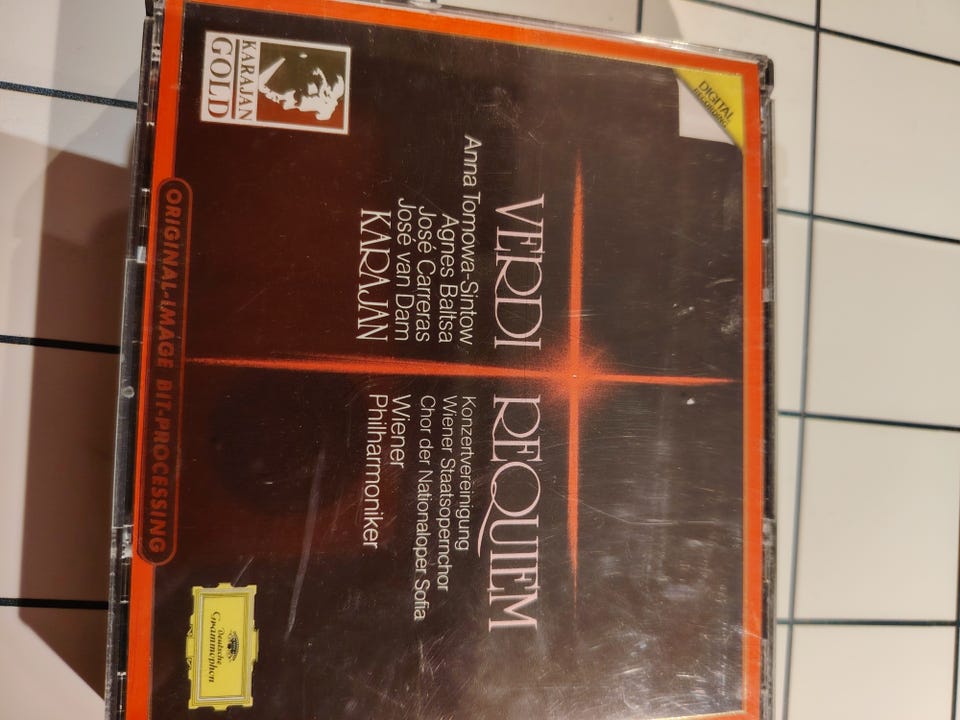 DIGITAL
RECORDING
VERDI REQUIEM
Anna Tomowa-Sintow
Agnes Baltsa
José Carreras
José van Dam
KARAJAN
Konzertvereinigung
Wiener Staatsopernchor
Chor der Nationaloper Sofia
Wiener
Philharmoniker
KARAJAN
GOLD
Deutsche
Grammophon
ORIGINAL-IMAGE BIT-PROCESSING